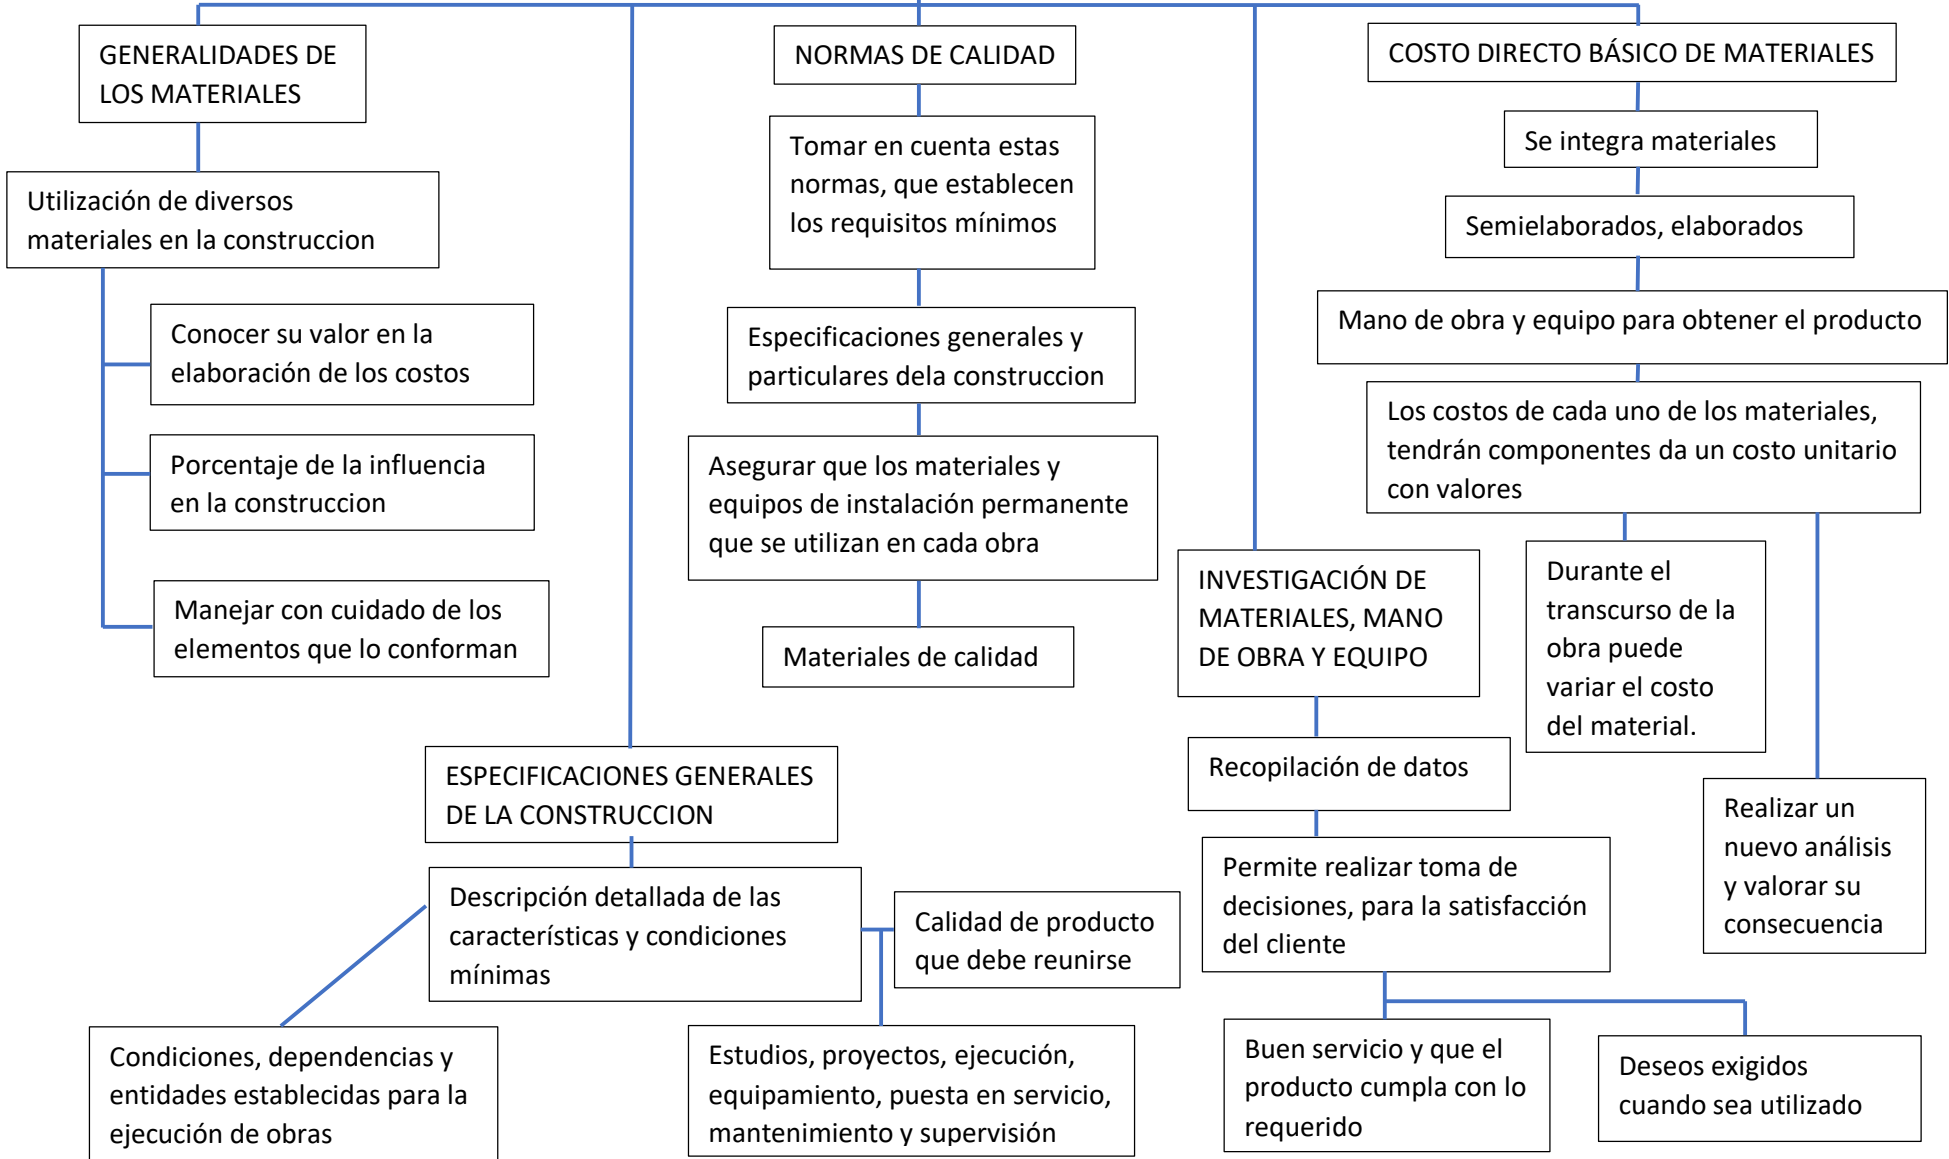 GENERALIDADES DE
LOS MATERIALES
Utilización de diversos
materiales en la construccion
Conocer su valor en la
elaboración de los costos
Porcentaje de la influencia
en la construccion
Manejar con cuidado de los
elementos que lo conforman
ESPECIFICACIONES GENERALES
DE LA CONSTRUCCION
Descripción detallada de las
características y condiciones
mínimas
Condiciones, dependencias y
entidades establecidas para la
ejecución de obras
Calidad de producto
que debe reunirse
Estudios, proyectos, ejecución,
equipamiento, puesta en servicio,
mantenimiento y supervisión
NORMAS DE CALIDAD
Tomar en cuenta estas
normas, que establecen
los requisitos mínimos
Especificaciones generales y
particulares dela construccion
Asegurar que los materiales y
equipos de instalación permanente
que se utilizan en cada obra
Materiales de calidad
INVESTIGACIÓN DE
MATERIALES, MANO
DE OBRA Y EQUIPO
Recopilación de datos
Permite realizar toma de
decisiones, para la satisfacción
del cliente
Buen servicio y que el
producto cumpla con lo
requerido
Deseos exigidos
cuando sea utilizado
COSTO DIRECTO BÁSICO DE MATERIALES
Se integra materiales
Semielaborados, elaborados
Mano de obra y equipo para obtener el producto
Los costos de cada uno de los materiales,
tendrán componentes da un costo unitario
con valores
Durante el
transcurso de la
obra puede
variar el costo
del material.
Realizar un
nuevo análisis
y valorar su
consecuencia